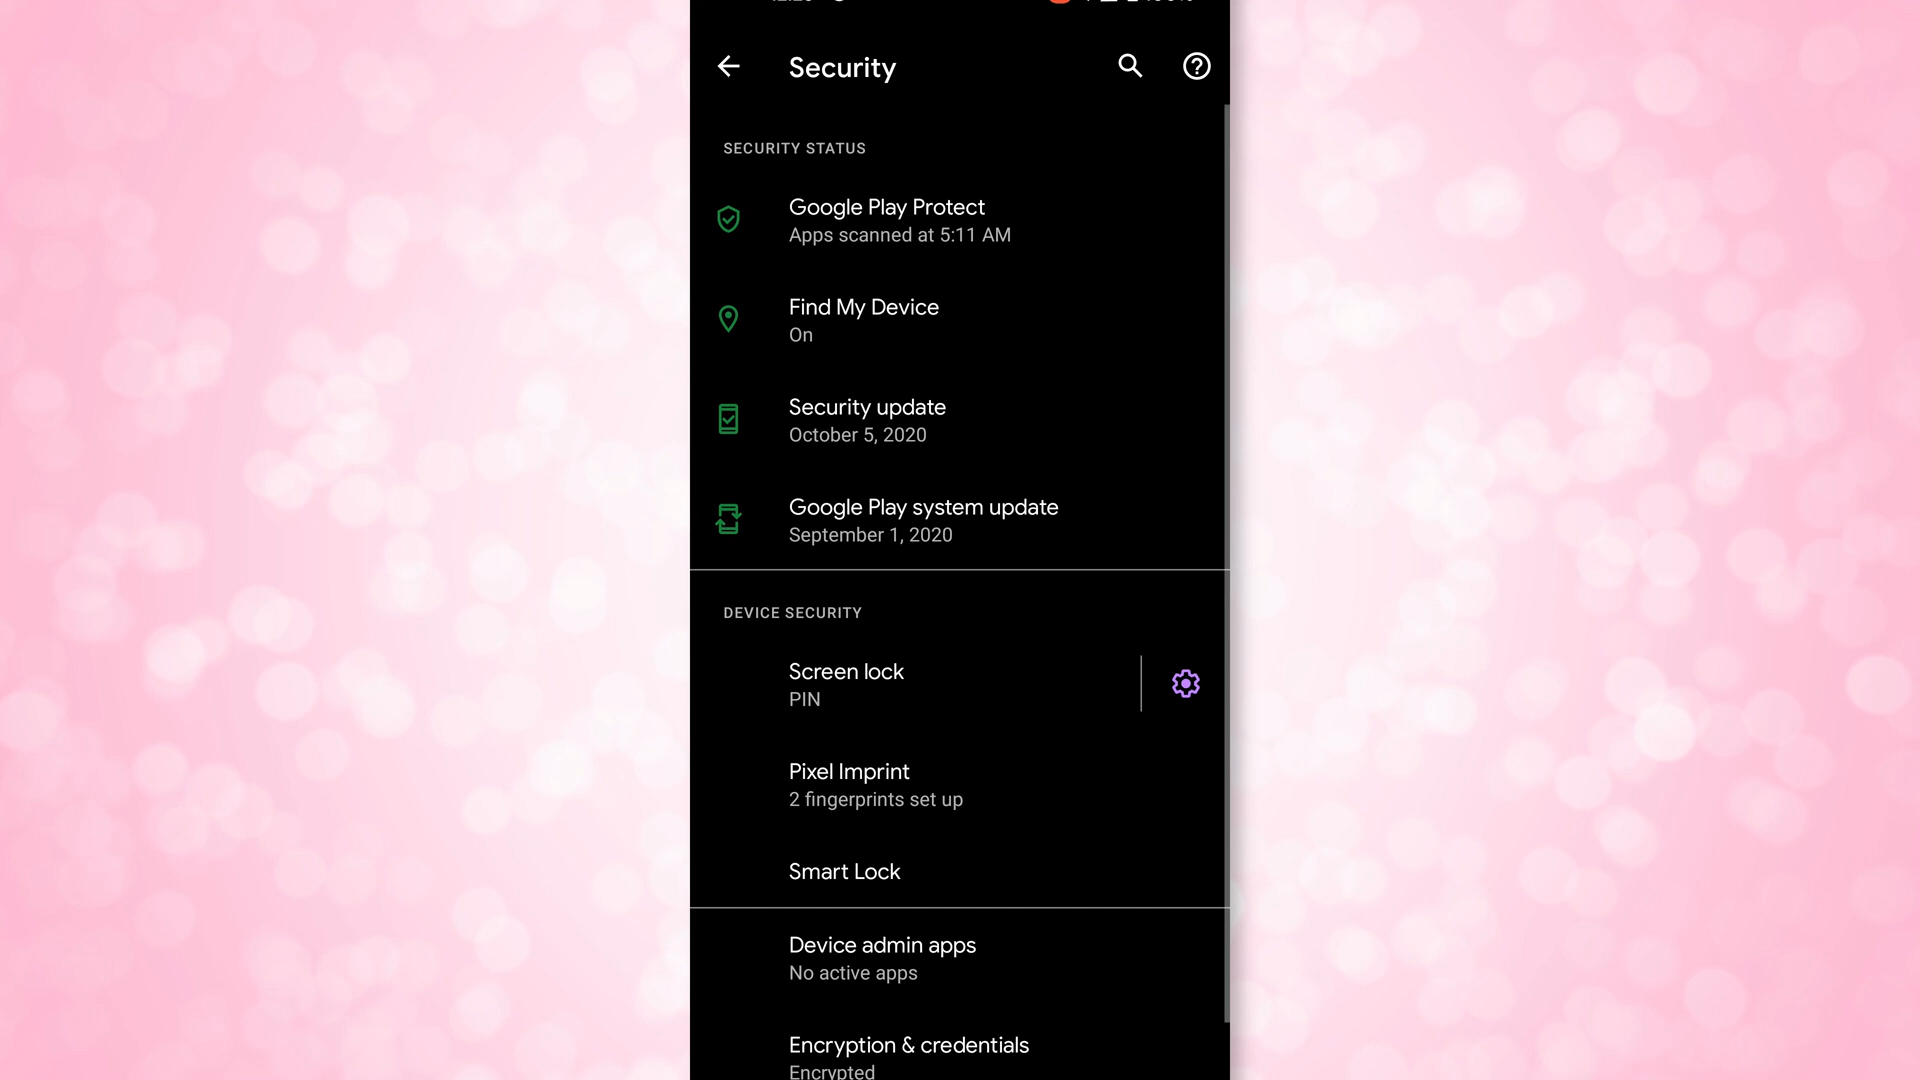 Security
SECURITY STATUS
Google Play Protect
Apps scanned at 5:11 AM
Find My Device
On
Security update
October 5, 2020
Google Play system update
September 1, 2020
DEVICE SECURITY
Screen lock
PIN
Pixel Imprint
2 fingerprints set up
Smart Lock
Device admin apps
No active apps
Encryption & credentials
Encrypted